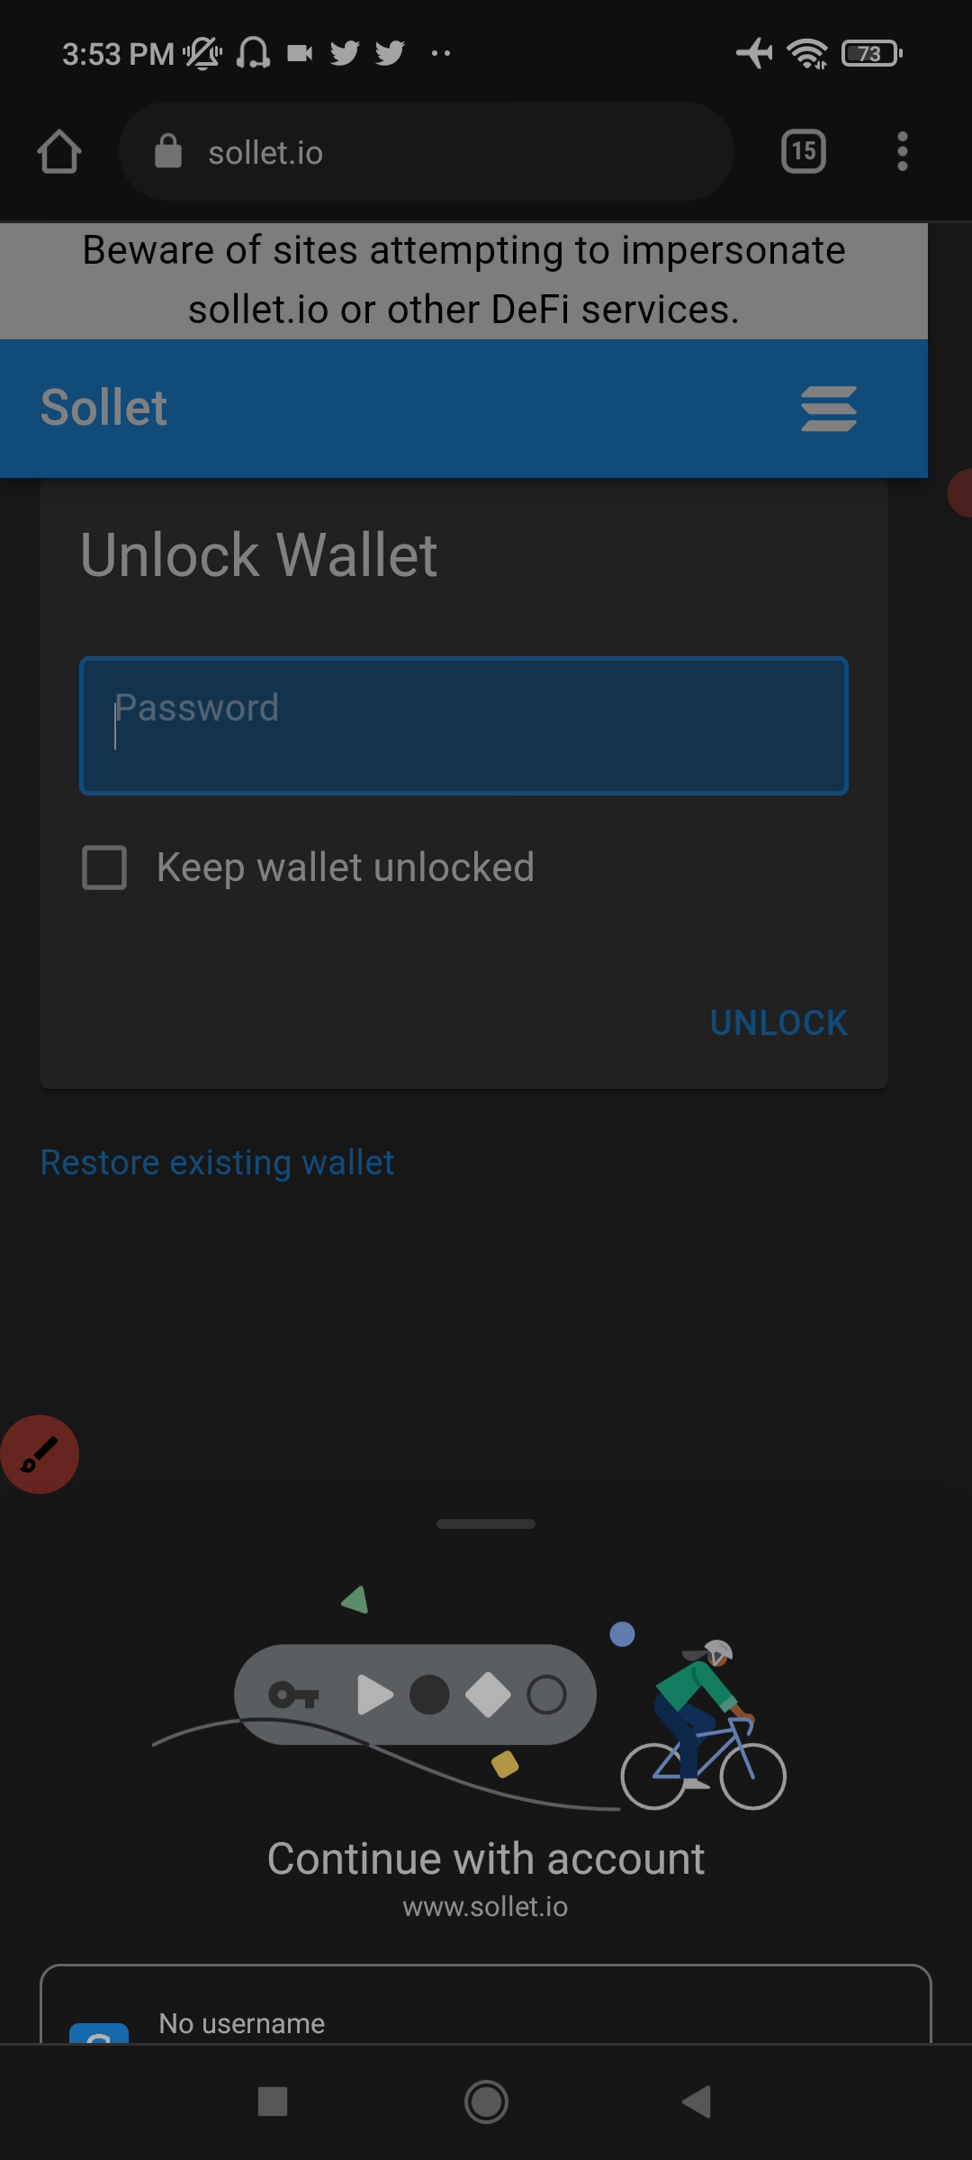 3:53 PM
73
sollet.io
15
Beware of sites attempting to impersonate
sollet.io or other DeFi services.
Sollet
Unlock Wallet
Password
Keep wallet unlocked
UNLOCK
Restore existing wallet
Continue with account
www.sollet.io
No username